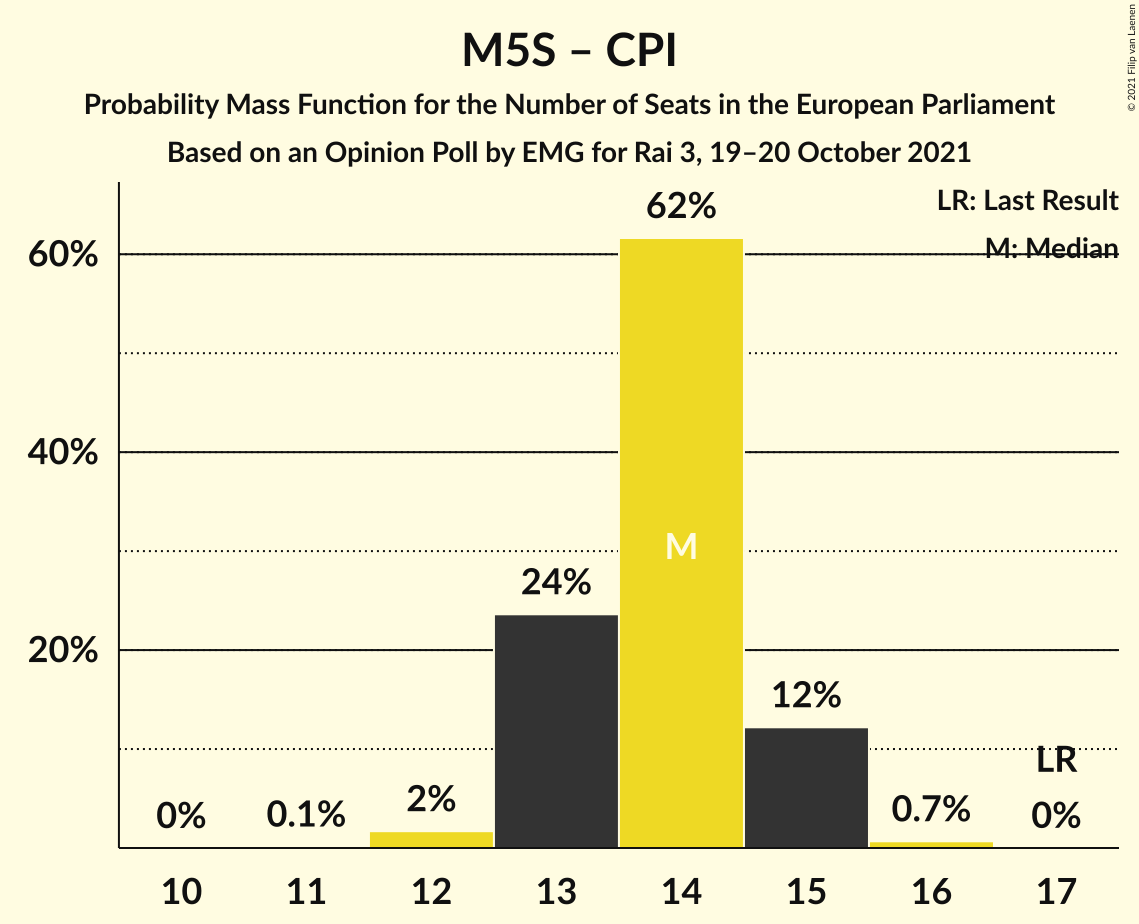 M5S – CPI
Probability Mass Function for the Number of Seats in the European Parliament
Based on an Opinion Poll by EMG for Rai 3, 19–20 October 2021
© 2021 Filip van Laenen
LR: Last Result
M: Median
60%
40%
20%
0%
0.1%
2%
24%
62%
M
12%
0.7%
LR
0%
10 11 12 13 14 15 16 17